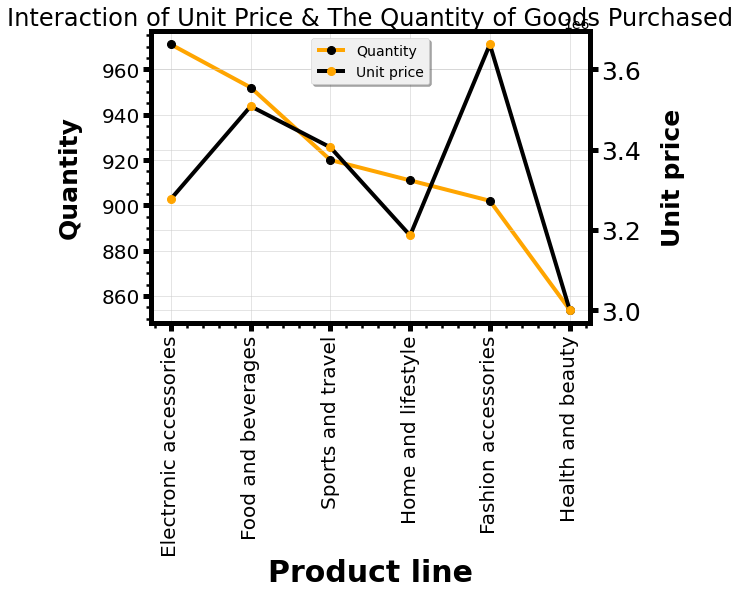 Interaction of Unit Price & The Quantity of Goods Purchased
1e6
Quantity
Unit price
960
940
920
900
880
860
Quantity
3.6
3.4
3.2
3.0
Unit price
Electronic accessories
Food and beverages
Sports and travel
Home and lifestyle
Fashion accessories
Health and beauty
Product line